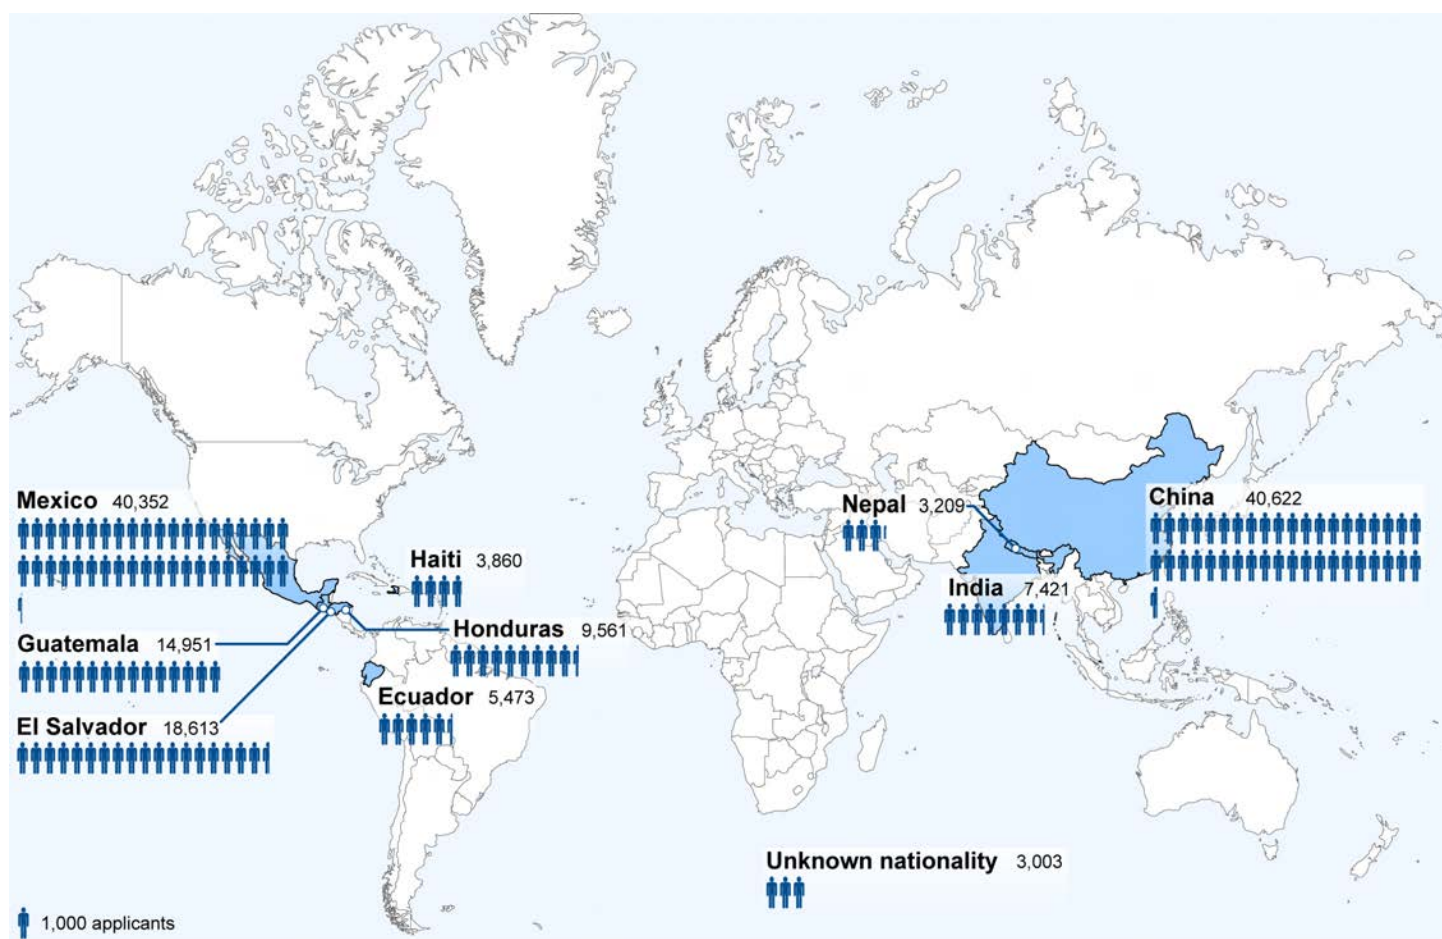 Mexico 40,352
Nepal 3,209
China 40,622
Haiti 3,860
India 7,421
Guatemala 14,951
Honduras 9,561
Ecuador 5,473
El Salvador 18,613
Unknown nationality 3,003
1,000 applicants